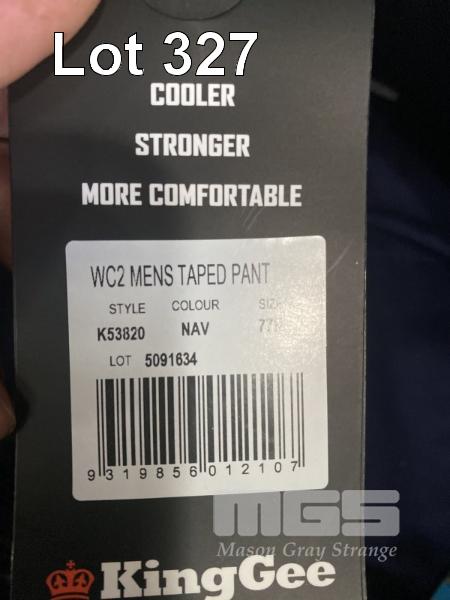 Lot 327
COOLER
STRONGER
MORE COMFORTABLE
WC2 MENS TAPED PANT
STYLE COLOUR
K53820 NAV
LOT 5091634
9 319856 012107
MGS
Mason Gray Strange
KingGee